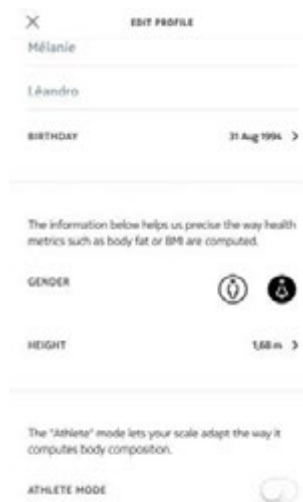 EDIT PROFILE
Mélanie
Léandro
BIRTHDAY 31 Aug 1994
The information below helps us precise the way health
metrics such as body fat or BMI are computed.
GENDER
HEIGHT 1,68 m
The "Athlete" mode lets your scale adapt the way it
computes body composition.
ATHLETE MODE